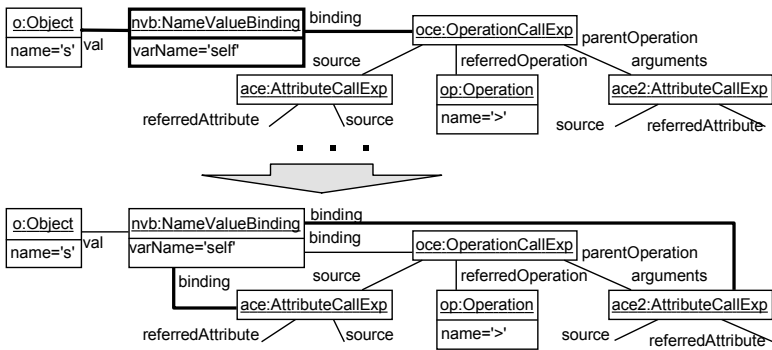 o:Object
name='s'
val
nvb:NameValueBinding
varName='self'
binding
oce:OperationCallExp
parentOperation
source
referredOperation
arguments
ace:AttributeCallExp
op:Operation
name='>'
ace2:AttributeCallExp
referredAttribute
source
source
referredAttribute
. . .
o:Object
name='s'
val
nvb:NameValueBinding
varName='self'
binding
binding
binding
oce:OperationCallExp
parentOperation
source
referredOperation
arguments
ace:AttributeCallExp
op:Operation
name='>'
ace2:AttributeCallExp
referredAttribute
source
source
referredAttribute